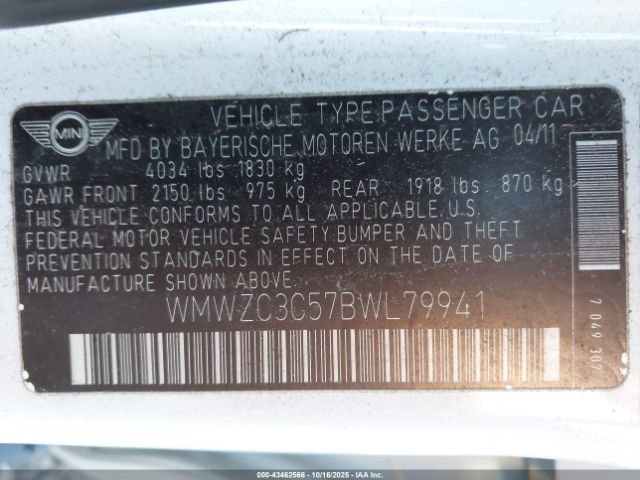 MINI
VEHICLE TYPE PASSENGER CAR
MFD BY BAYERISCHE MOTOREN WERKE AG 04/11
GVWR 4034 lbs 1830 kg
GAWR FRONT 2150 lbs 975 kg REAR 1918 lbs 870 kg
THIS VEHICLE CONFORMS TO ALL APPLICABLE U.S.
FEDERAL MOTOR VEHICLE SAFETY BUMPER AND THEFT
PREVENTION STANDARDS IN EFFECT ON THE DATE OF
MANUFACTURE SHOWN ABOVE.
WMWZC3C57BWL79941
7 049 307
000-43462566 - 10/16/2025 - IAAI.COM